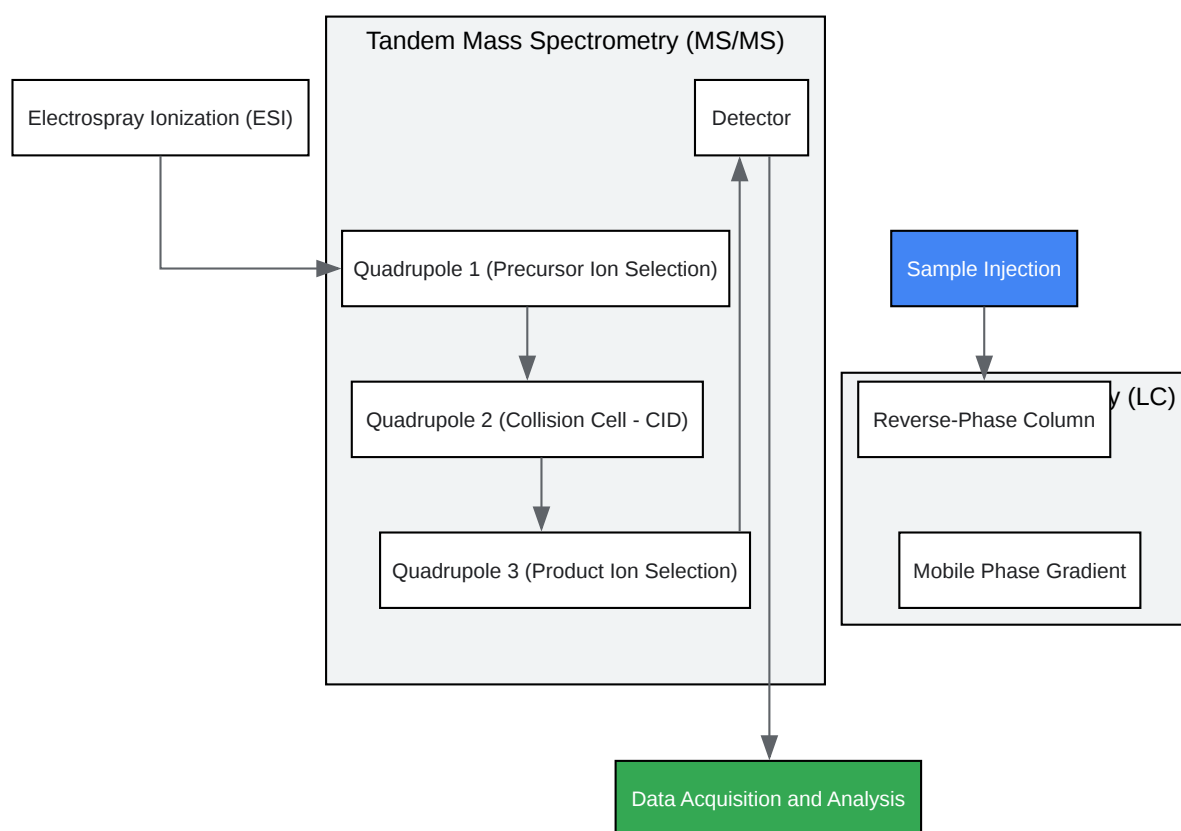 Tandem Mass Spectrometry (MS/MS)
Electrospray Ionization (ESI)
Detector
Quadrupole 1 (Precursor Ion Selection)
Sample Injection
(LC)
Quadrupole 2 (Collision Cell - CID)
Reverse-Phase Column
Quadrupole 3 (Product Ion Selection)
Mobile Phase Gradient
Data Acquisition and Analysis